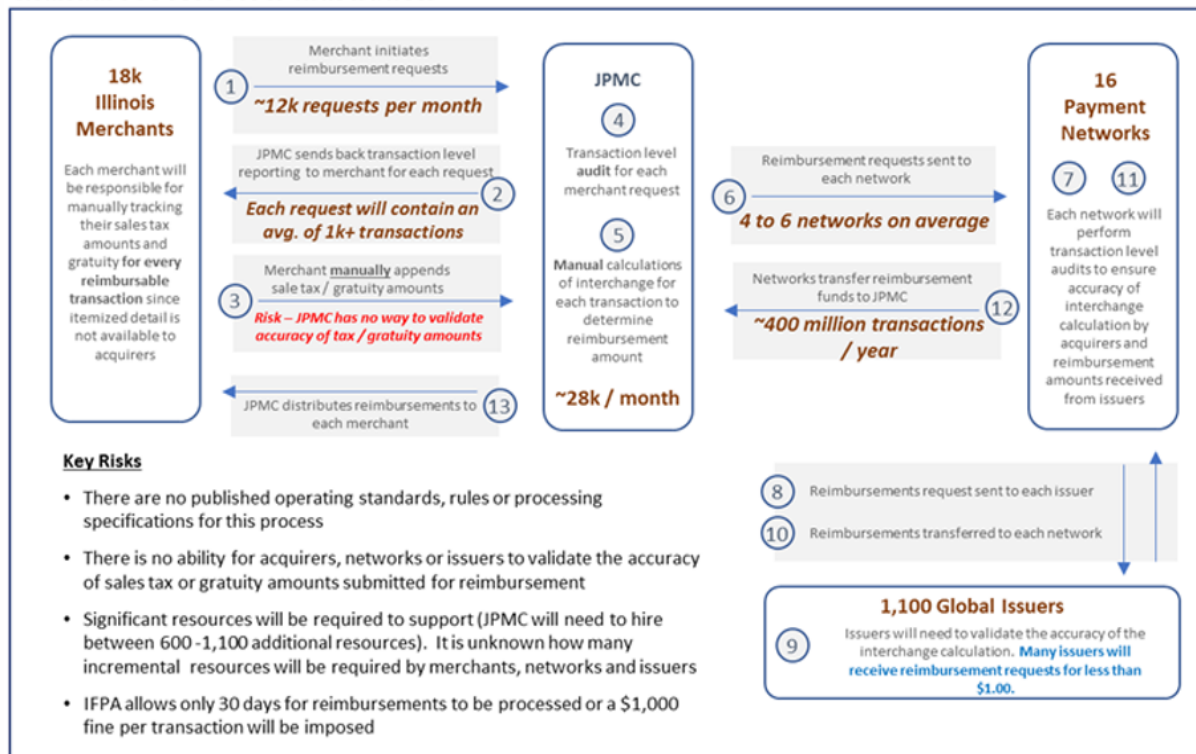 18k
Illinois
Merchants
Each merchant will
be responsible for
manually tracking
their sales tax
amounts and
gratuity for every
reimbursable
transaction since
itemized detail is
not available to
acquirers
1
Merchant initiates
reimbursement requests
~12k requests per month
JPMC sends back transaction level
reporting to merchant for each request
2
Each request will contain an
avg. of 1k+ transactions
3
Merchant manually appends
sale tax / gratuity amounts
Risk – JPMC has no way to validate
accuracy of tax / gratuity amounts
13
JPMC distributes reimbursements to
each merchant
JPMC
4
Transaction level
audit for each
merchant request
5
Manual calculations
of interchange for
each transaction to
determine
reimbursement
amount
~28k / month
6
Reimbursement requests sent to
each network
4 to 6 networks on average
Networks transfer reimbursement
funds to JPMC
12
~400 million transactions
/ year
16
Payment
Networks
7
11
Each network will
perform
transaction level
audits to ensure
accuracy of
interchange
calculation by
acquirers and
reimbursement
amounts received
from issuers
8
Reimbursements request sent to each issuer
10
Reimbursements transferred to each network
1,100 Global Issuers
9
Issuers will need to validate the accuracy of the
interchange calculation. Many issuers will
receive reimbursement requests for less than
$1.00.
Key Risks
• There are no published operating standards, rules or processing
specifications for this process
• There is no ability for acquirers, networks or issuers to validate the accuracy
of sales tax or gratuity amounts submitted for reimbursement
• Significant resources will be required to support (JPMC will need to hire
between 600 -1,100 additional resources). It is unknown how many
incremental resources will be required by merchants, networks and issuers
• IFPA allows only 30 days for reimbursements to be processed or a $1,000
fine per transaction will be imposed